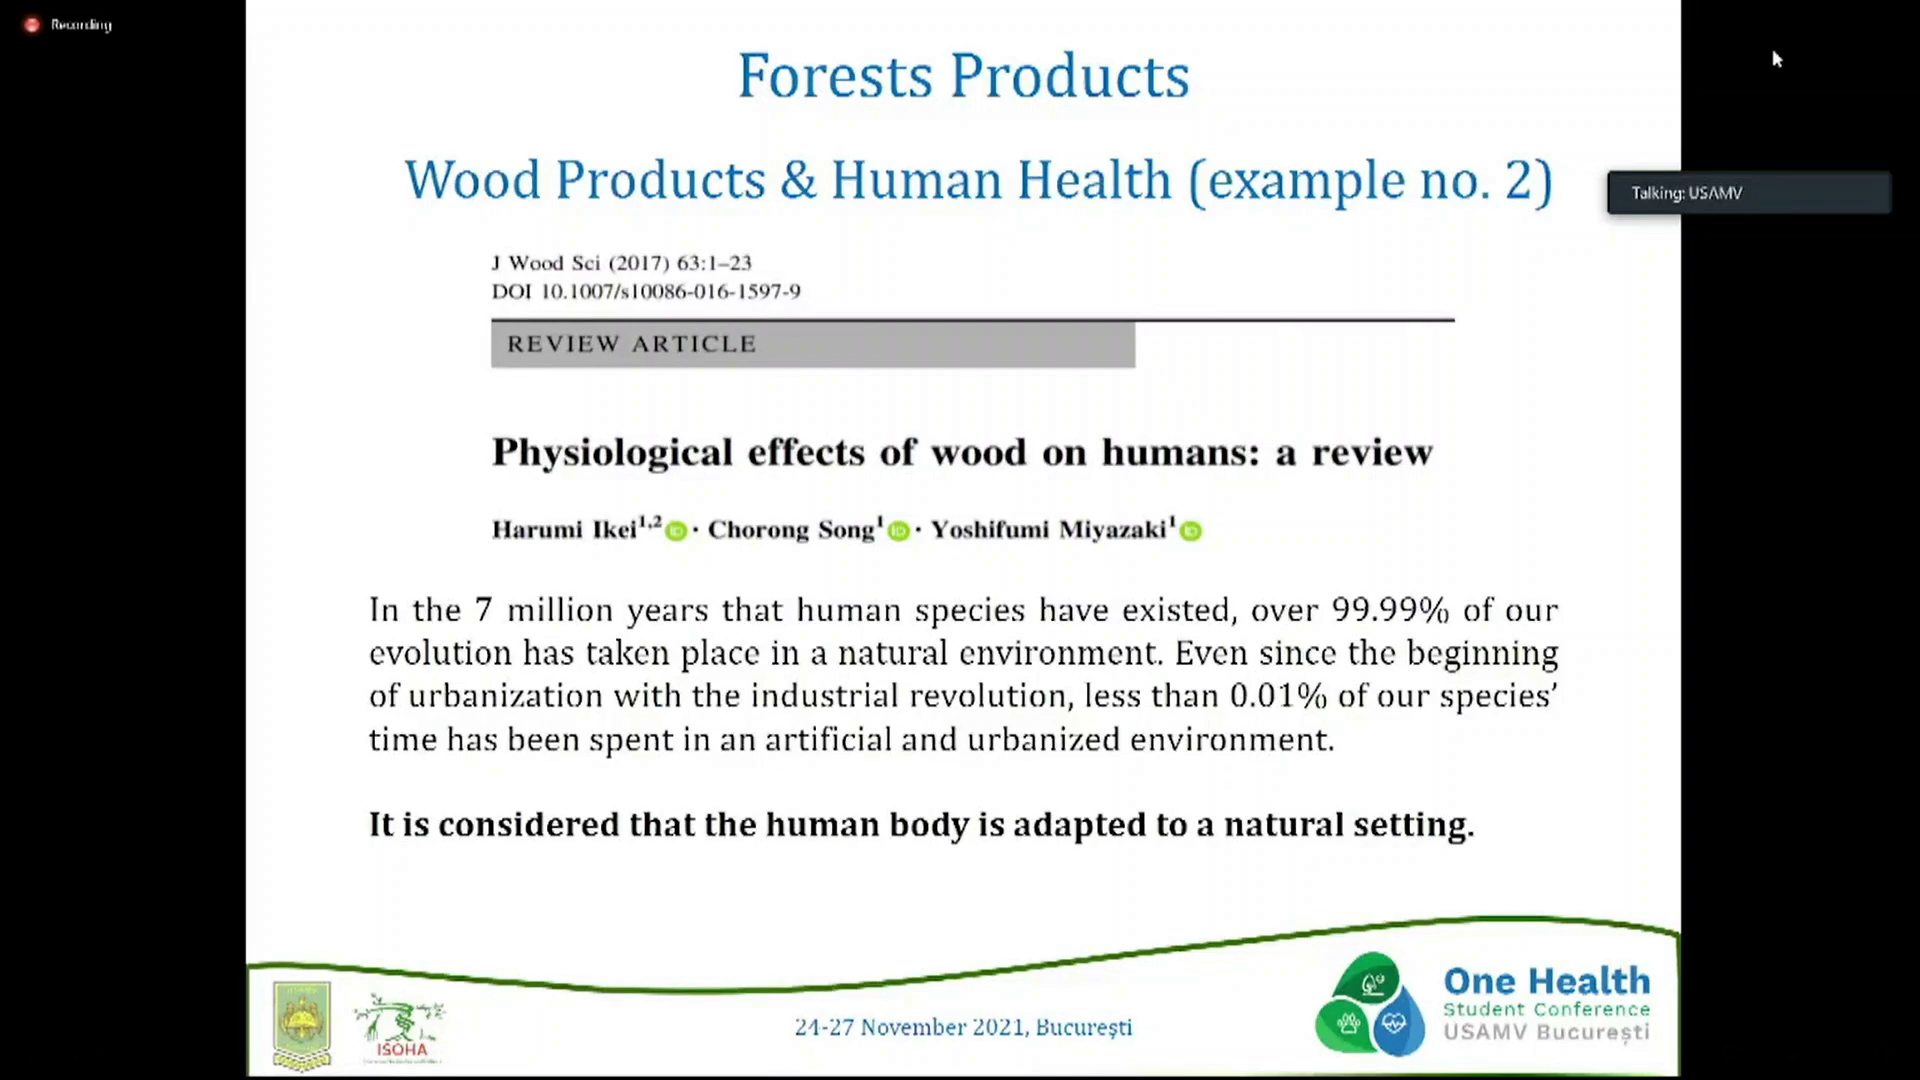 Recording
Forests Products
Wood Products & Human Health (example no. 2)
Talking: USAMV
J Wood Sci (2017) 63:1–23
DOI 10.1007/s10086-016-1597-9
REVIEW ARTICLE
Physiological effects of wood on humans: a review
Harumi Ikei1,2 iD · Chorong Song1 iD · Yoshifumi Miyazaki1 iD
In the 7 million years that human species have existed, over 99.99% of our
evolution has taken place in a natural environment. Even since the beginning
of urbanization with the industrial revolution, less than 0.01% of our species’
time has been spent in an artificial and urbanized environment.
It is considered that the human body is adapted to a natural setting.
ISOHA
24-27 November 2021, București
One Health
Student Conference
USAMV București